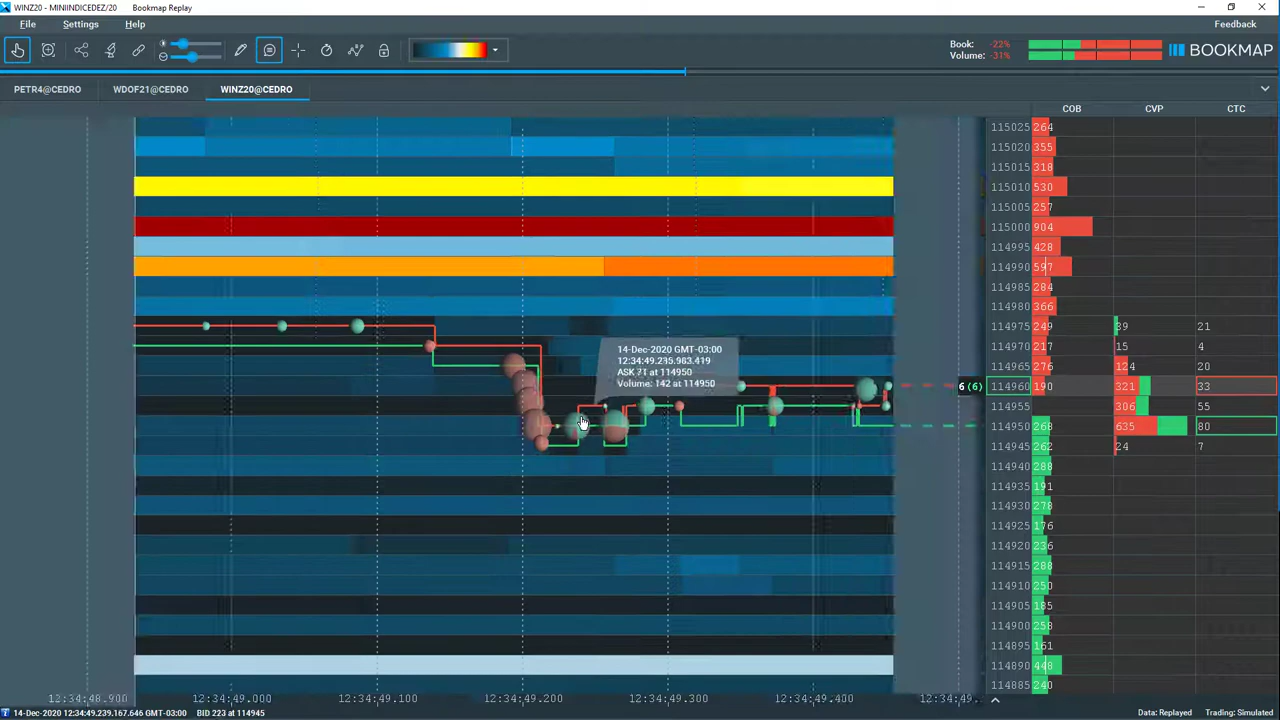 WINZ20 - MINIINDICEDEZ/20
Bookmap Replay
File Settings Help
Feedback
Book: -22%
Volume: -31%
BOOKMAP
PETR4@CEDRO WDOF21@CEDRO WINZ20@CEDRO
COB CVP CTC
115025 264
115020 355
115015 318
115010 530
115005 257
115000 904
114995 428
114990 597
114985 284
114980 366
114975 249 39 21
114970 217 15 4
114965 276 124 20
6 (6) 114960 190 321 33
114955 306 55
114950 268 635 80
114945 262 24 7
114940 288
114935 191
114930 278
114925 176
114920 236
114915 288
114910 250
114905 185
114900 258
114895 161
114890 448
114885 240
14-Dec-2020 GMT-03:00
12:34:49.235.983.419
ASK 71 at 114950
Volume: 142 at 114950
12:34:48.900 12:34:49.000 12:34:49.100 12:34:49.200 12:34:49.300 12:34:49.400 12:34:49.
14-Dec-2020 12:34:49.239.167.646 GMT-03:00 BID 223 at 114945
Data: Replayed Trading: Simulated